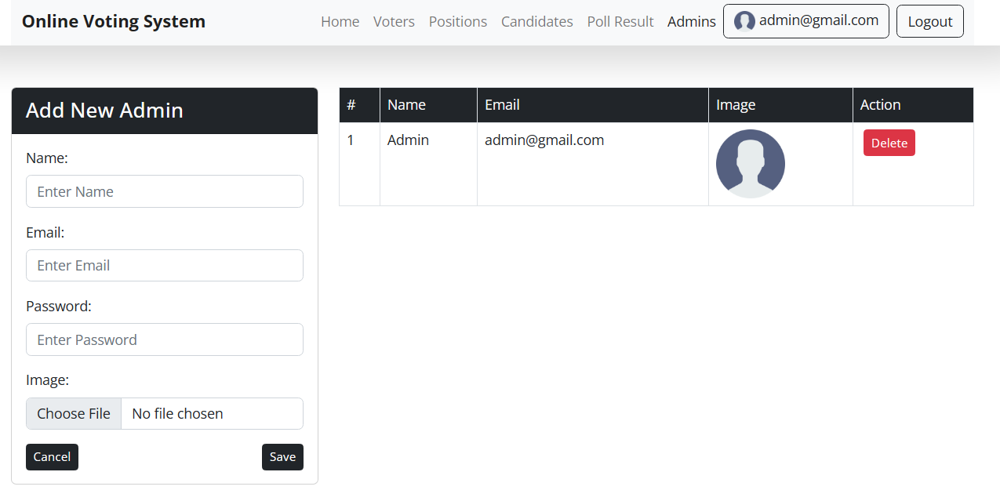 Online Voting System Home Voters Positions Candidates Poll Result Admins admin@gmail.com Logout
Add New Admin
Name:
Enter Name
Email:
Enter Email
Password:
Enter Password
Image:
Choose File No file chosen
Cancel Save
# Name Email Image Action
1 Admin admin@gmail.com Delete